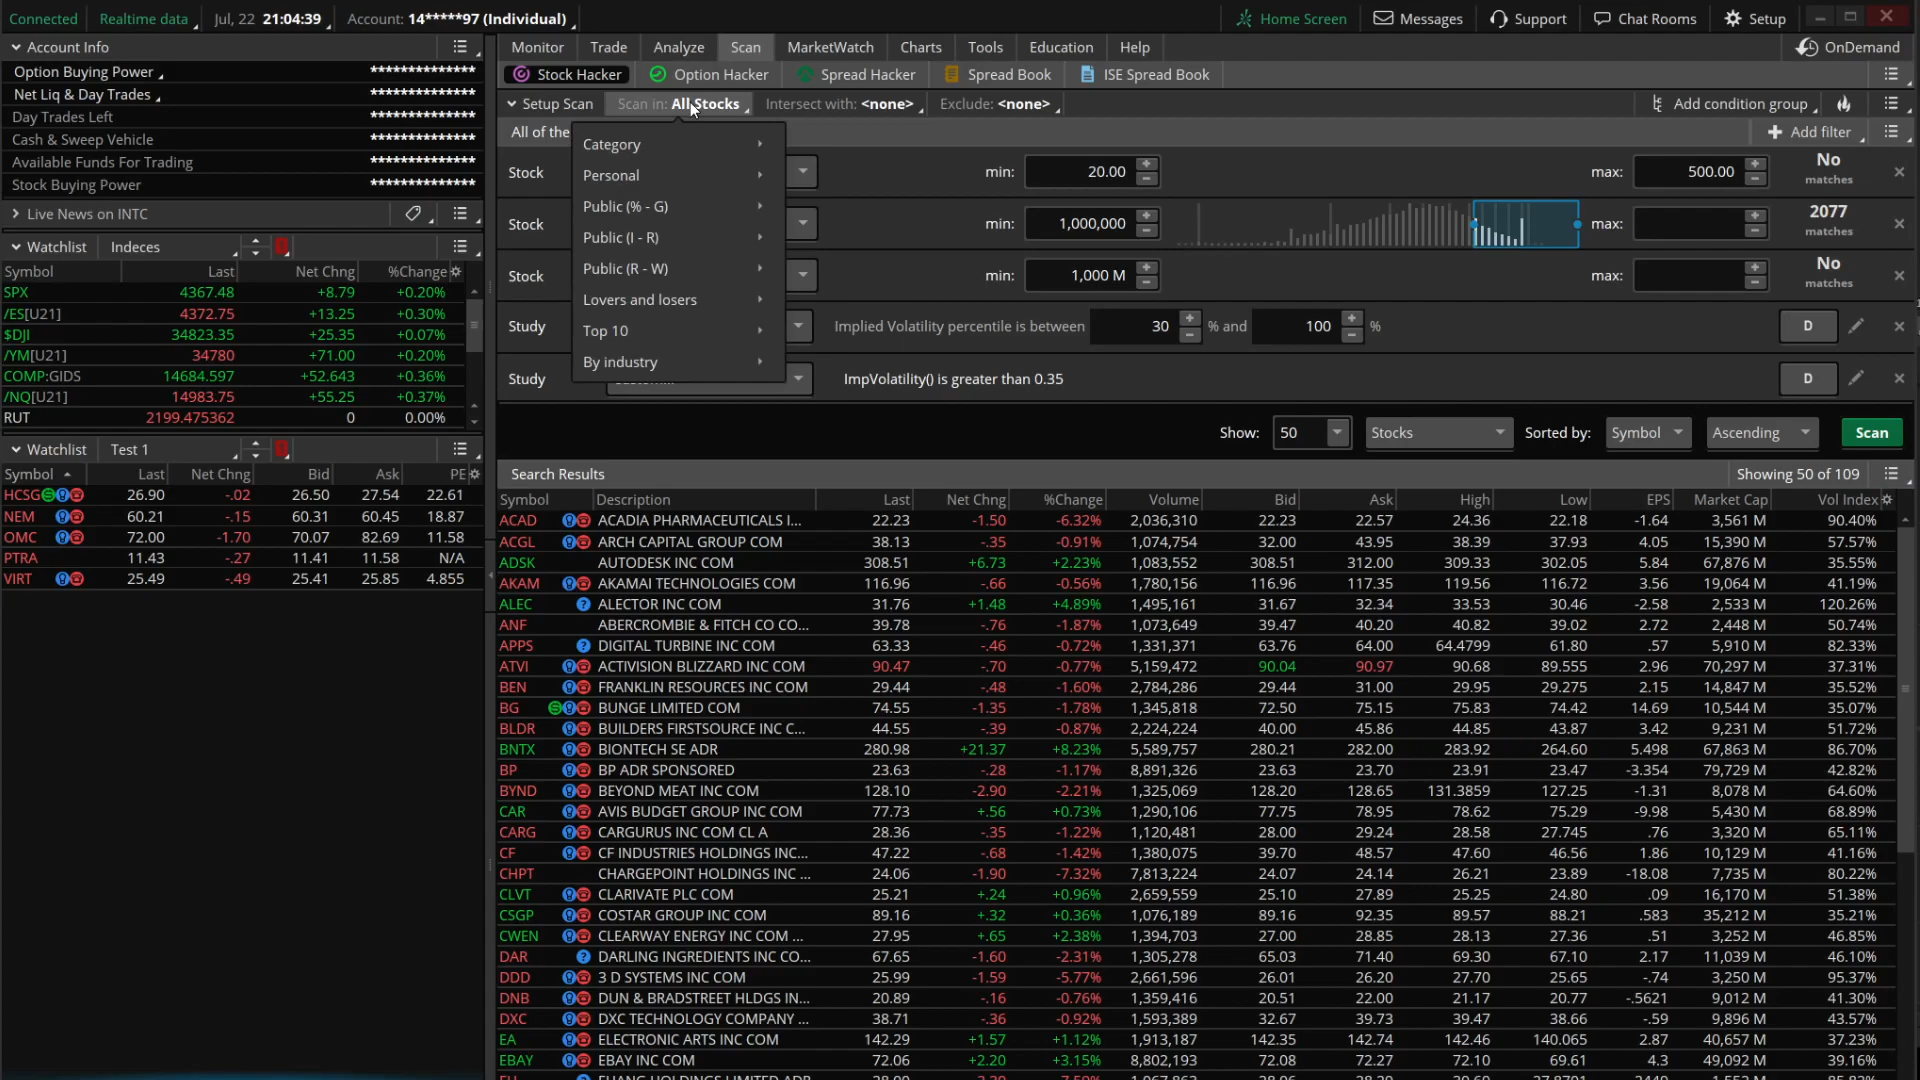 Connected Realtime data Jul, 22 21:04:39 Account: 14*****97 (Individual) Home Screen Messages Support Chat Rooms Setup
Account Info
Option Buying Power **************
Net Liq & Day Trades **************
Day Trades Left **************
Cash & Sweep Vehicle **************
Available Funds For Trading **************
Stock Buying Power **************
Live News on INTC
Watchlist Indeces
Symbol Last Net Chng %Change
SPX 4367.48 +8.79 +0.20%
/ES[U21] 4372.75 +13.25 +0.30%
$DJI 34823.35 +25.35 +0.07%
/YM[U21] 34780 +71.00 +0.20%
COMP:GIDS 14684.597 +52.643 +0.36%
/NQ[U21] 14983.75 +55.25 +0.37%
RUT 2199.475362 0 0.00%
Watchlist Test 1
Symbol Last Net Chng Bid Ask PE
HCSG 26.90 -.02 26.50 27.54 22.61
NEM 60.21 -.15 60.31 60.45 18.87
OMC 72.00 -1.70 70.07 82.69 11.58
PTRA 11.43 -.27 11.41 11.58 N/A
VIRT 25.49 -.49 25.41 25.85 4.855
Monitor Trade Analyze Scan MarketWatch Charts Tools Education Help OnDemand
Stock Hacker Option Hacker Spread Hacker Spread Book ISE Spread Book
Setup Scan Scan in: All Stocks Intersect with: <none> Exclude: <none> Add condition group
All of the Add filter
Category
Personal
Public (% - G)
Public (I - R)
Public (R - W)
Lovers and losers
Top 10
By industry
Stock min: 20.00 max: 500.00 No matches
Stock min: 1,000,000 max: 2077 matches
Stock min: 1,000 M max: No matches
Study Implied Volatility percentile is between 30 % and 100 % D
Study ImpVolatility() is greater than 0.35 D
Show: 50 Stocks Sorted by: Symbol Ascending Scan
Search Results Showing 50 of 109
Symbol Description Last Net Chng %Change Volume Bid Ask High Low EPS Market Cap Vol Index
ACAD ACADIA PHARMACEUTICALS I... 22.23 -1.50 -6.32% 2,036,310 22.23 22.57 24.36 22.18 -1.64 3,561 M 90.40%
ACGL ARCH CAPITAL GROUP COM 38.13 -.35 -0.91% 1,074,754 32.00 43.95 38.39 37.93 4.05 15,390 M 57.57%
ADSK AUTODESK INC COM 308.51 +6.73 +2.23% 1,083,552 308.51 312.00 309.33 302.05 5.84 67,876 M 35.55%
AKAM AKAMAI TECHNOLOGIES COM 116.96 -.66 -0.56% 1,780,156 116.96 117.35 119.56 116.72 3.56 19,064 M 41.19%
ALEC ALECTOR INC COM 31.76 +1.48 +4.89% 1,495,161 31.67 32.34 33.53 30.46 -2.58 2,533 M 120.26%
ANF ABERCROMBIE & FITCH CO CO... 39.78 -.76 -1.87% 1,073,649 39.47 40.20 40.82 39.02 2.72 2,448 M 50.74%
APPS DIGITAL TURBINE INC COM 63.33 -.46 -0.72% 1,331,371 63.76 64.00 64.4799 61.80 .57 5,910 M 82.33%
ATVI ACTIVISION BLIZZARD INC COM 90.47 -.70 -0.77% 5,159,472 90.04 90.97 90.68 89.555 2.96 70,297 M 37.31%
BEN FRANKLIN RESOURCES INC COM 29.44 -.48 -1.60% 2,784,286 29.44 31.00 29.95 29.275 2.15 14,847 M 35.52%
BG BUNGE LIMITED COM 74.55 -1.35 -1.78% 1,345,818 72.50 75.15 75.83 74.42 14.69 10,544 M 35.07%
BLDR BUILDERS FIRSTSOURCE INC C... 44.55 -.39 -0.87% 2,224,224 40.00 45.86 44.85 43.87 3.42 9,231 M 51.72%
BNTX BIONTECH SE ADR 280.98 +21.37 +8.23% 5,589,757 280.21 282.00 283.92 264.60 5.498 67,863 M 86.70%
BP BP ADR SPONSORED 23.63 -.28 -1.17% 8,891,326 23.63 23.70 23.91 23.47 -3.354 79,729 M 42.82%
BYND BEYOND MEAT INC COM 128.10 -2.90 -2.21% 1,325,069 128.20 128.65 131.3859 127.25 -1.31 8,078 M 64.60%
CAR AVIS BUDGET GROUP INC COM 77.73 +.56 +0.73% 1,290,106 77.75 78.95 78.62 75.29 -9.98 5,430 M 68.89%
CARG CARGURUS INC COM CL A 28.36 -.35 -1.22% 1,120,481 28.00 29.24 28.58 27.745 .76 3,320 M 65.11%
CF CF INDUSTRIES HOLDINGS INC... 47.22 -.68 -1.42% 1,380,075 39.70 48.57 47.60 46.56 1.86 10,129 M 41.16%
CHPT CHARGEPOINT HOLDINGS INC ... 24.06 -1.90 -7.32% 7,813,224 24.07 24.14 26.21 23.89 -18.08 7,735 M 80.22%
CLVT CLARIVATE PLC COM 25.21 +.24 +0.96% 2,659,559 25.10 27.89 25.25 24.80 .09 16,170 M 51.38%
CSGP COSTAR GROUP INC COM 89.16 +.32 +0.36% 1,076,189 89.16 92.35 89.57 88.21 .583 35,212 M 35.21%
CWEN CLEARWAY ENERGY INC COM ... 27.95 +.65 +2.38% 1,394,703 27.00 28.85 28.13 27.36 .51 3,252 M 46.85%
DAR DARLING INGREDIENTS INC CO... 67.65 -1.60 -2.31% 1,305,278 65.03 71.40 69.30 67.10 2.17 11,039 M 46.10%
DDD 3 D SYSTEMS INC COM 25.99 -1.59 -5.77% 2,661,596 26.01 26.20 27.70 25.65 -.74 3,250 M 95.37%
DNB DUN & BRADSTREET HLDGS IN... 20.89 -.16 -0.76% 1,359,416 20.51 22.00 21.17 20.77 -.5621 9,012 M 41.30%
DXC DXC TECHNOLOGY COMPANY ... 38.71 -.36 -0.92% 1,593,389 32.67 39.73 39.47 38.66 -.59 9,896 M 43.57%
EA ELECTRONIC ARTS INC COM 142.29 +1.57 +1.12% 1,913,187 142.35 142.74 142.46 140.065 2.87 40,657 M 37.23%
EBAY EBAY INC COM 72.06 +2.20 +3.15% 8,802,193 72.08 72.27 72.10 69.61 4.3 49,092 M 39.16%